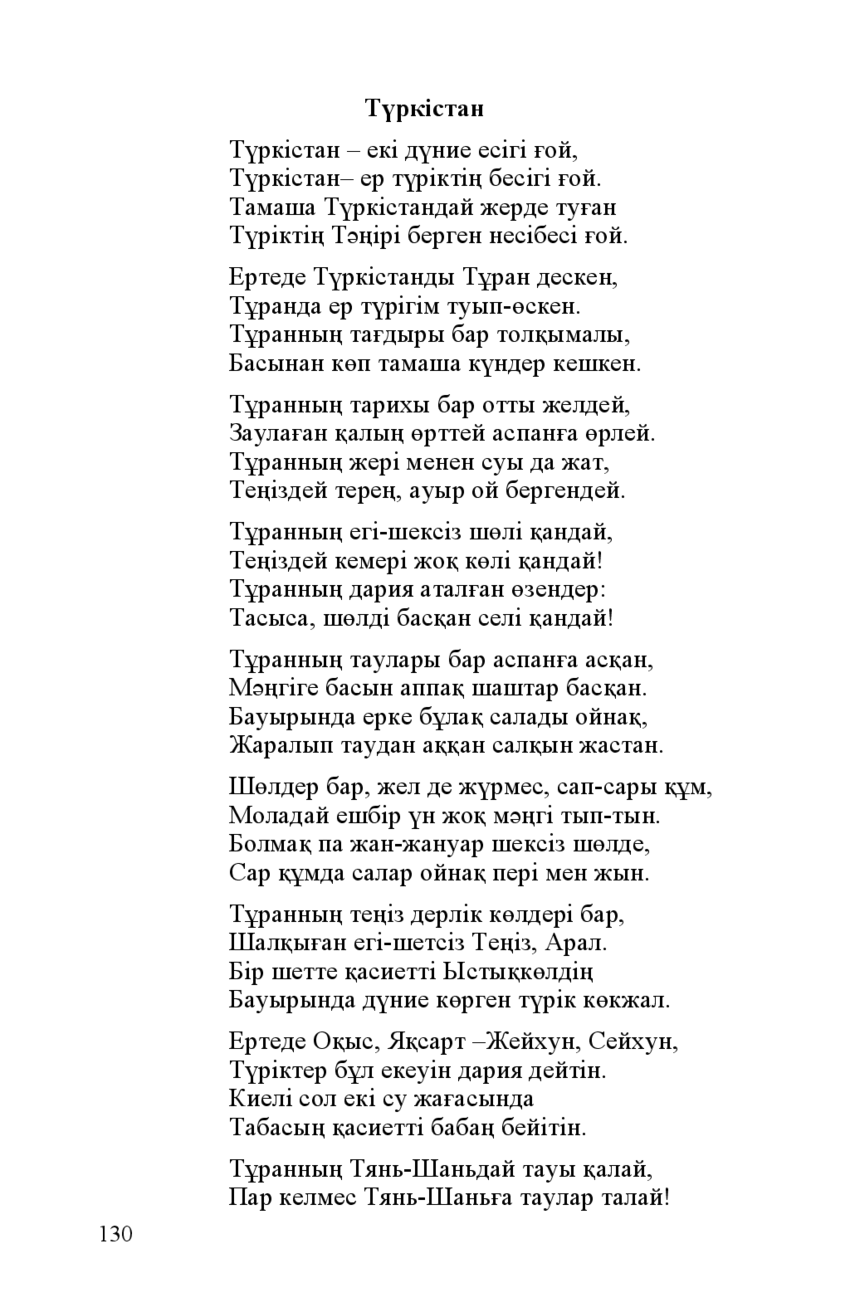 Түркістан
Түркістан – екі дүние есігі ғой,
Түркістан– ер түріктің бесігі ғой.
Тамаша Түркістандай жерде туған
Түріктің Тәңірі берген несібесі ғой.
Ертеде Түркістанды Тұран дескен,
Тұранда ер түрігім туып-өскен.
Тұранның тағдыры бар толқымалы,
Басынан көп тамаша күндер кешкен.
Тұранның тарихы бар отты желдей,
Заулаған қалың өрттей аспанға өрлей.
Тұранның жері менен суы да жат,
Теңіздей терең, ауыр ой бергендей.
Тұранның егі-шексіз шөлі қандай,
Теңіздей кемері жоқ көлі қандай!
Тұранның дария аталған өзендер:
Тасыса, шөлді басқан селі қандай!
Тұранның таулары бар аспанға асқан,
Мәңгіге басын аппақ шаштар басқан.
Бауырында ерке бұлақ салады ойнақ,
Жаралып таудан аққан салқын жастан.
Шөлдер бар, жел де жүрмес, сап-сары құм,
Моладай ешбір үн жоқ мәңгі тып-тын.
Болмақ па жан-жануар шексіз шөлде,
Сар құмда салар ойнақ пері мен жын.
Тұранның теңіз дерлік көлдері бар,
Шалқыған егі-шетсіз Теңіз, Арал.
Бір шетте қасиетті Ыстықкөлдің
Бауырында дүние көрген түрік көкжал.
Ертеде Оқыс, Яқсарт –Жейхун, Сейхун,
Түріктер бұл екеуін дария дейтін.
Киелі сол екі су жағасында
Табасың қасиетті бабаң бейітін.
Тұранның Тянь-Шаньдай тауы қалай,
Пар келмес Тянь-Шаньға таулар талай!
130